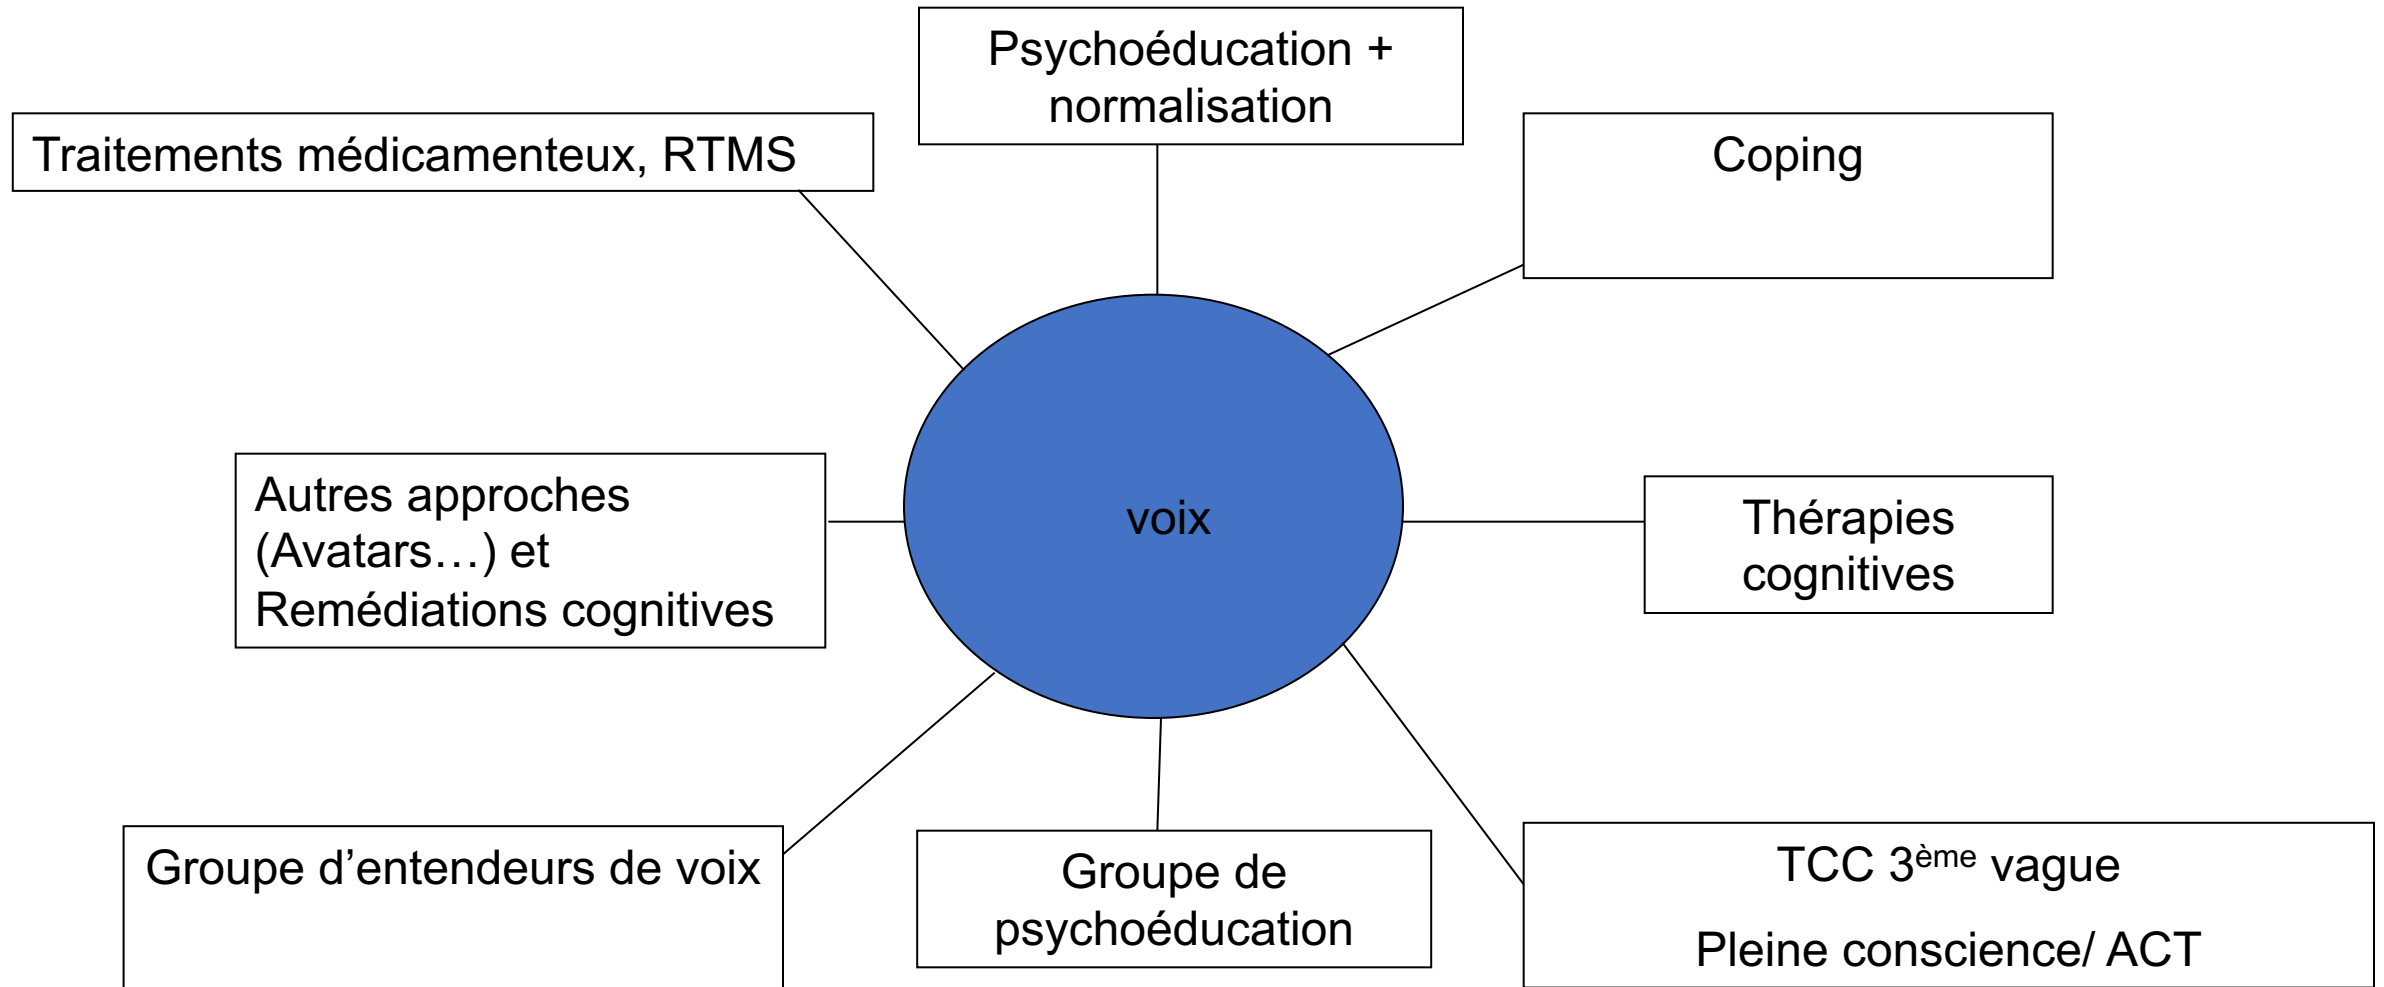 Psychoéducation +
normalisation
Traitements médicamenteux, RTMS
Coping
Autres approches
(Avatars…) et
Remédiations cognitives
voix
Thérapies
cognitives
Groupe d’entendeurs de voix
Groupe de
psychoéducation
TCC 3ème vague
Pleine conscience/ ACT